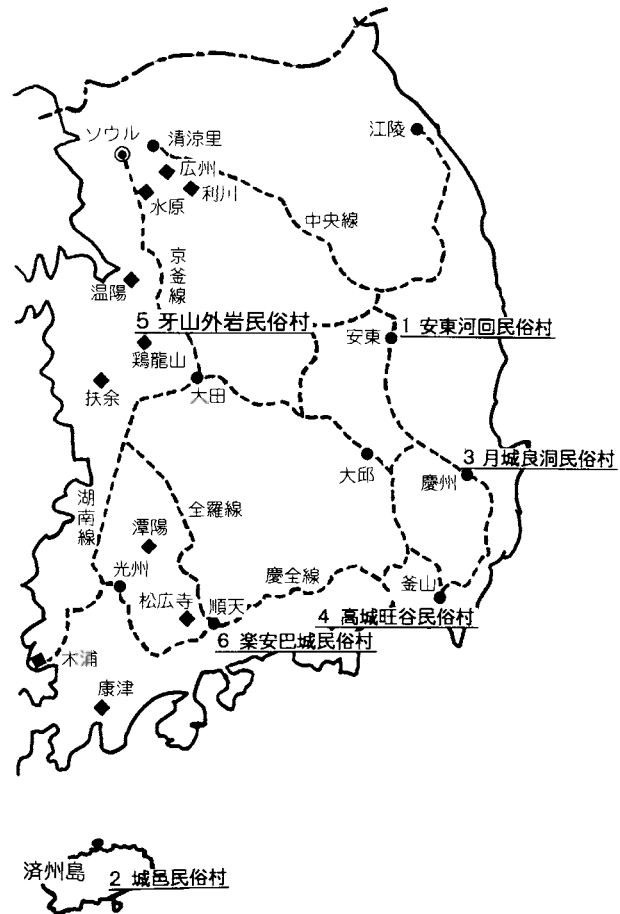 ソウル
清涼里
江陵
広州
利川
水原
中央線
京釜線
温陽
5 牙山外岩民俗村
安東
1 安東河回民俗村
鶏龍山
扶余
大田
3 月城良洞民俗村
大邱
慶州
湖南線
全羅線
潭陽
光州
慶全線
釜山
松広寺
順天
4 高城旺谷民俗村
6 楽安巴城民俗村
木浦
康津
済州島
2 城邑民俗村